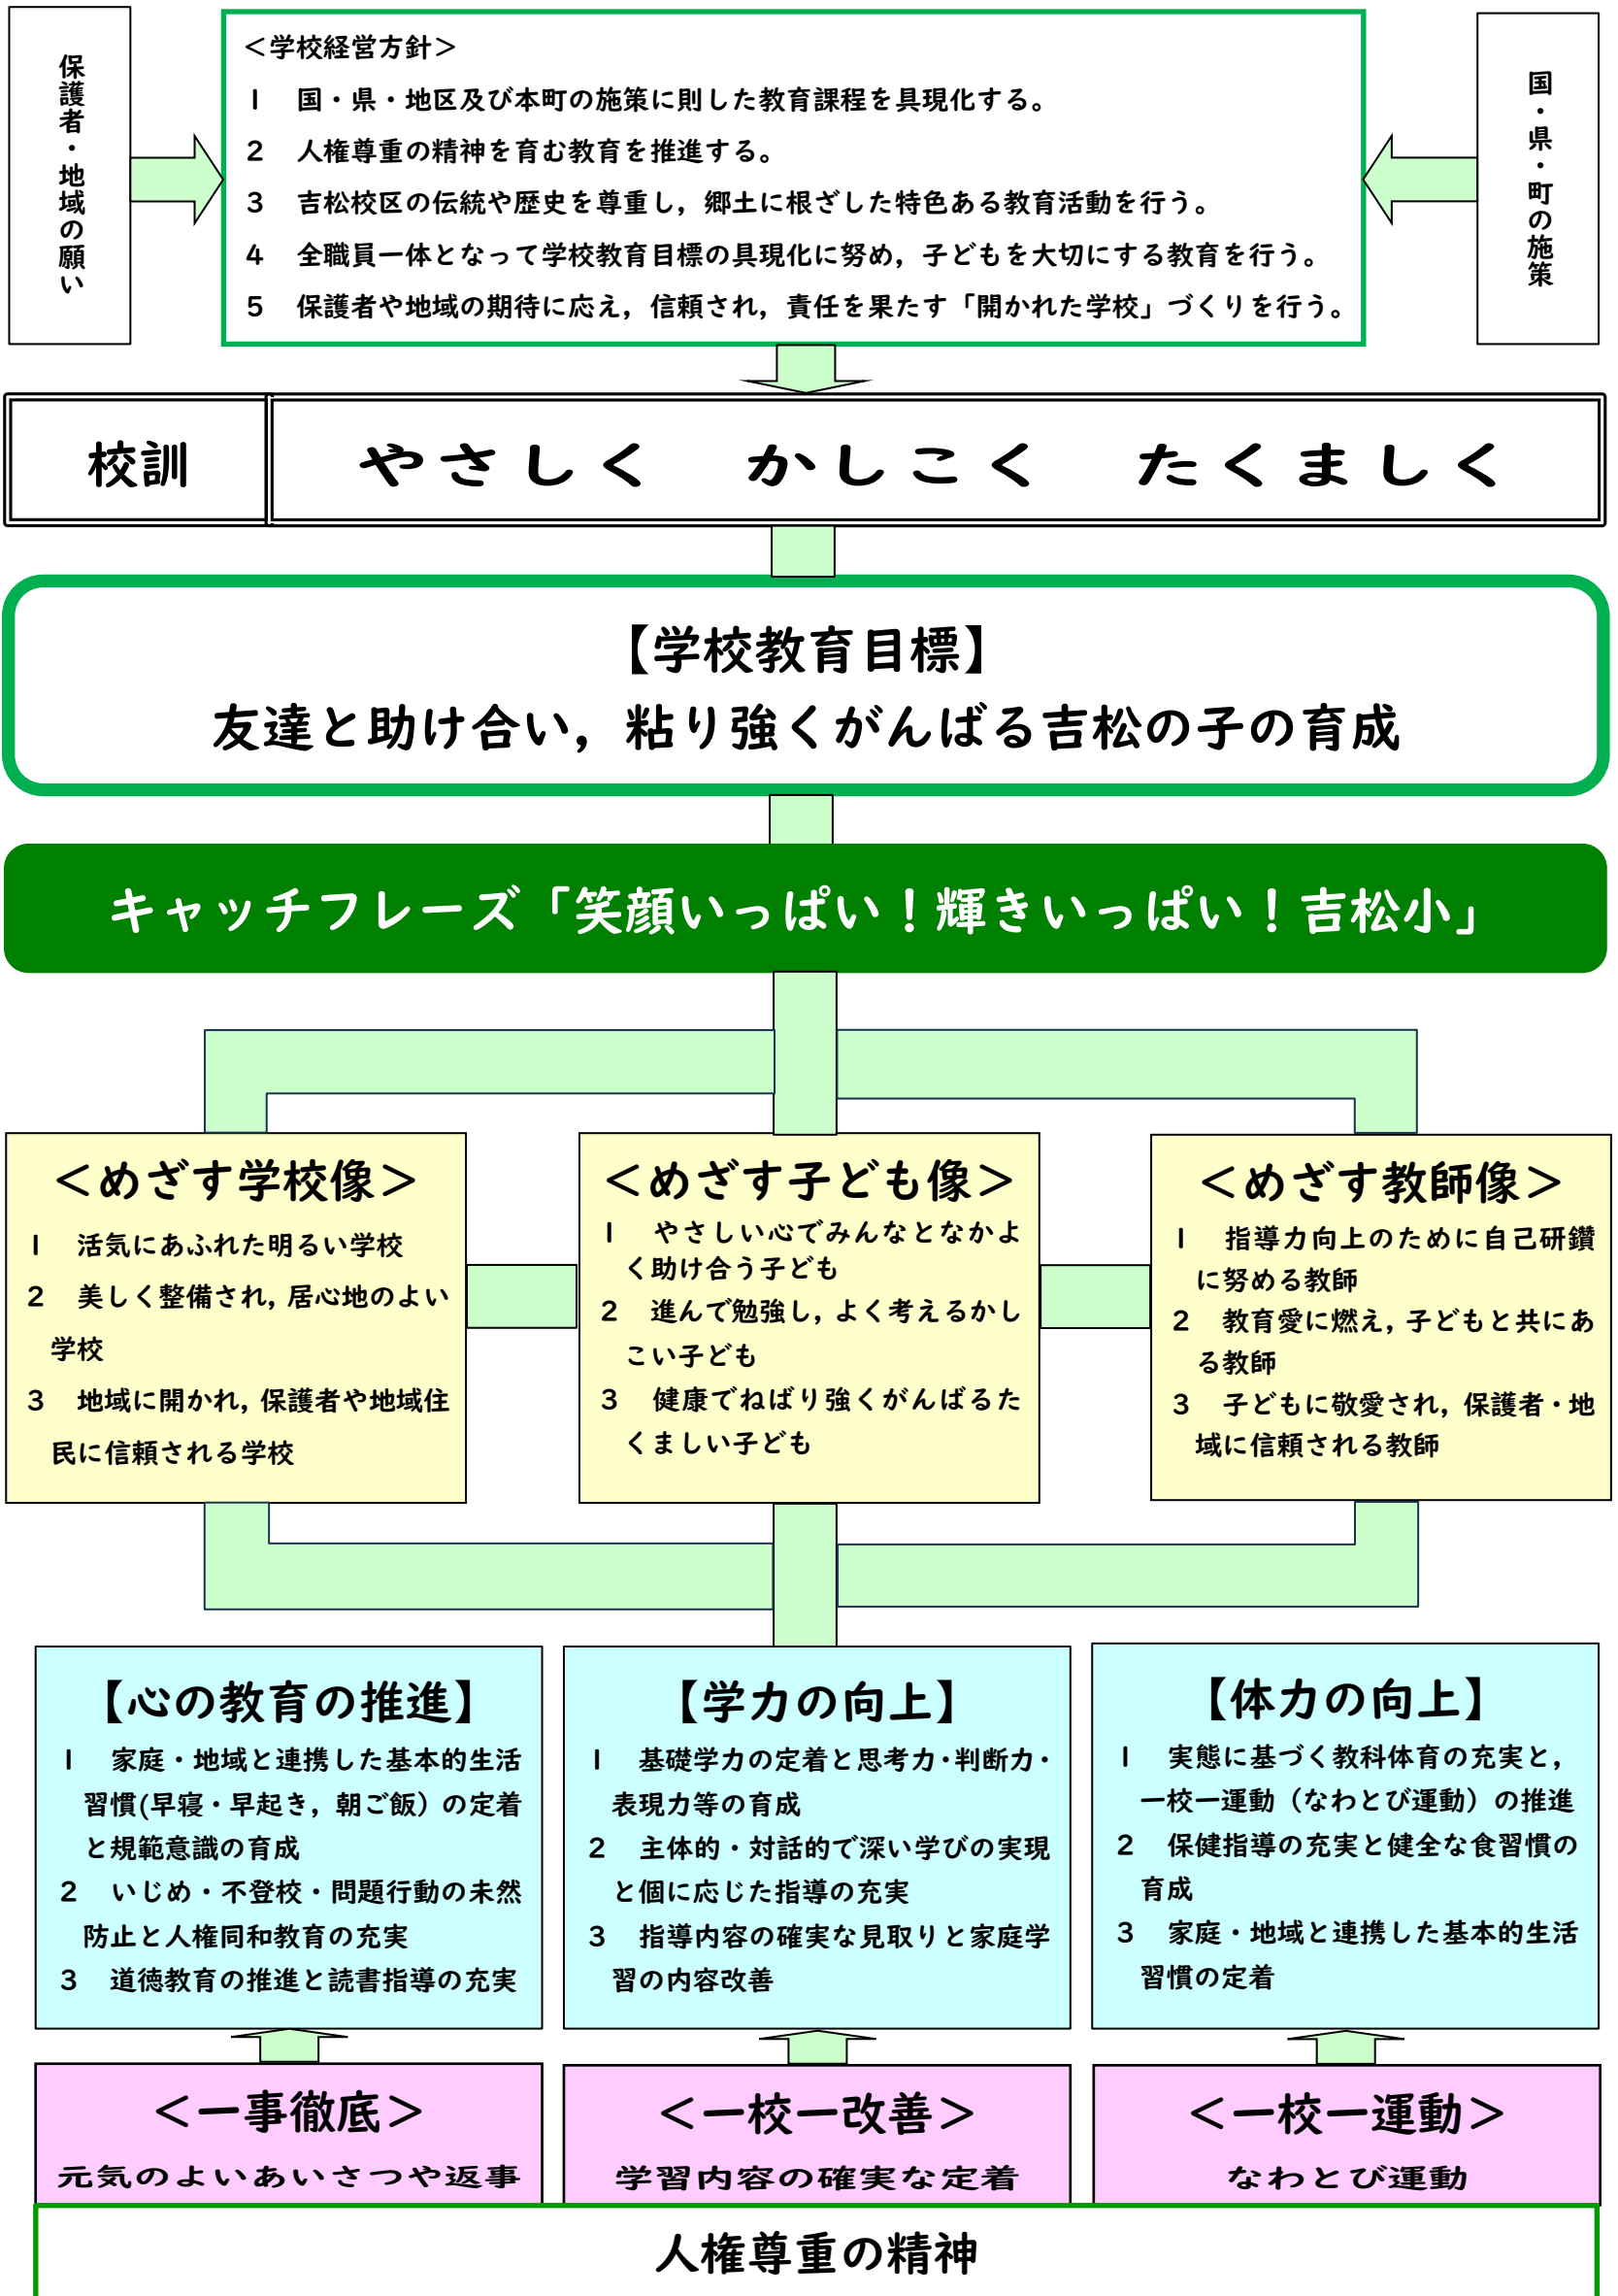 保護者・地域の願い
＜学校経営方針＞
１　国・県・地区及び本町の施策に則した教育課程を具現化する。
２　人権尊重の精神を育む教育を推進する。
３　吉松校区の伝統や歴史を尊重し，郷土に根ざした特色ある教育活動を行う。
４　全職員一体となって学校教育目標の具現化に努め，子どもを大切にする教育を行う。
５　保護者や地域の期待に応え，信頼され，責任を果たす「開かれた学校」づくりを行う。
国・県・町の施策
校訓
やさしく　かしこく　たくましく
【学校教育目標】
友達と助け合い，粘り強くがんばる吉松の子の育成
キャッチフレーズ「笑顔いっぱい！輝きいっぱい！吉松小」
＜めざす学校像＞
１　活気にあふれた明るい学校
２　美しく整備され，居心地のよい
学校
３　地域に開かれ，保護者や地域住
民に信頼される学校
＜めざす子ども像＞
１　やさしい心でみんなとなかよ
く助け合う子ども
２　進んで勉強し，よく考えるかし
こい子ども
３　健康でねばり強くがんばるた
くましい子ども
＜めざす教師像＞
１　指導力向上のために自己研鑽
に努める教師
２　教育愛に燃え，子どもと共にあ
る教師
３　子どもに敬愛され，保護者・地
域に信頼される教師
【心の教育の推進】
１　家庭・地域と連携した基本的生活
習慣(早寝・早起き，朝ご飯）の定着
と規範意識の育成
２　いじめ・不登校・問題行動の未然
防止と人権同和教育の充実
３　道徳教育の推進と読書指導の充実
【学力の向上】
１　基礎学力の定着と思考力・判断力・
表現力等の育成
２　主体的・対話的で深い学びの実現
と個に応じた指導の充実
３　指導内容の確実な見取りと家庭学
習の内容改善
【体力の向上】
１　実態に基づく教科体育の充実と，
一校一運動（なわとび運動）の推進
２　保健指導の充実と健全な食習慣の
育成
３　家庭・地域と連携した基本的生活
習慣の定着
＜一事徹底＞
元気のよいあいさつや返事
＜一校一改善＞
学習内容の確実な定着
＜一校一運動＞
なわとび運動
人権尊重の精神